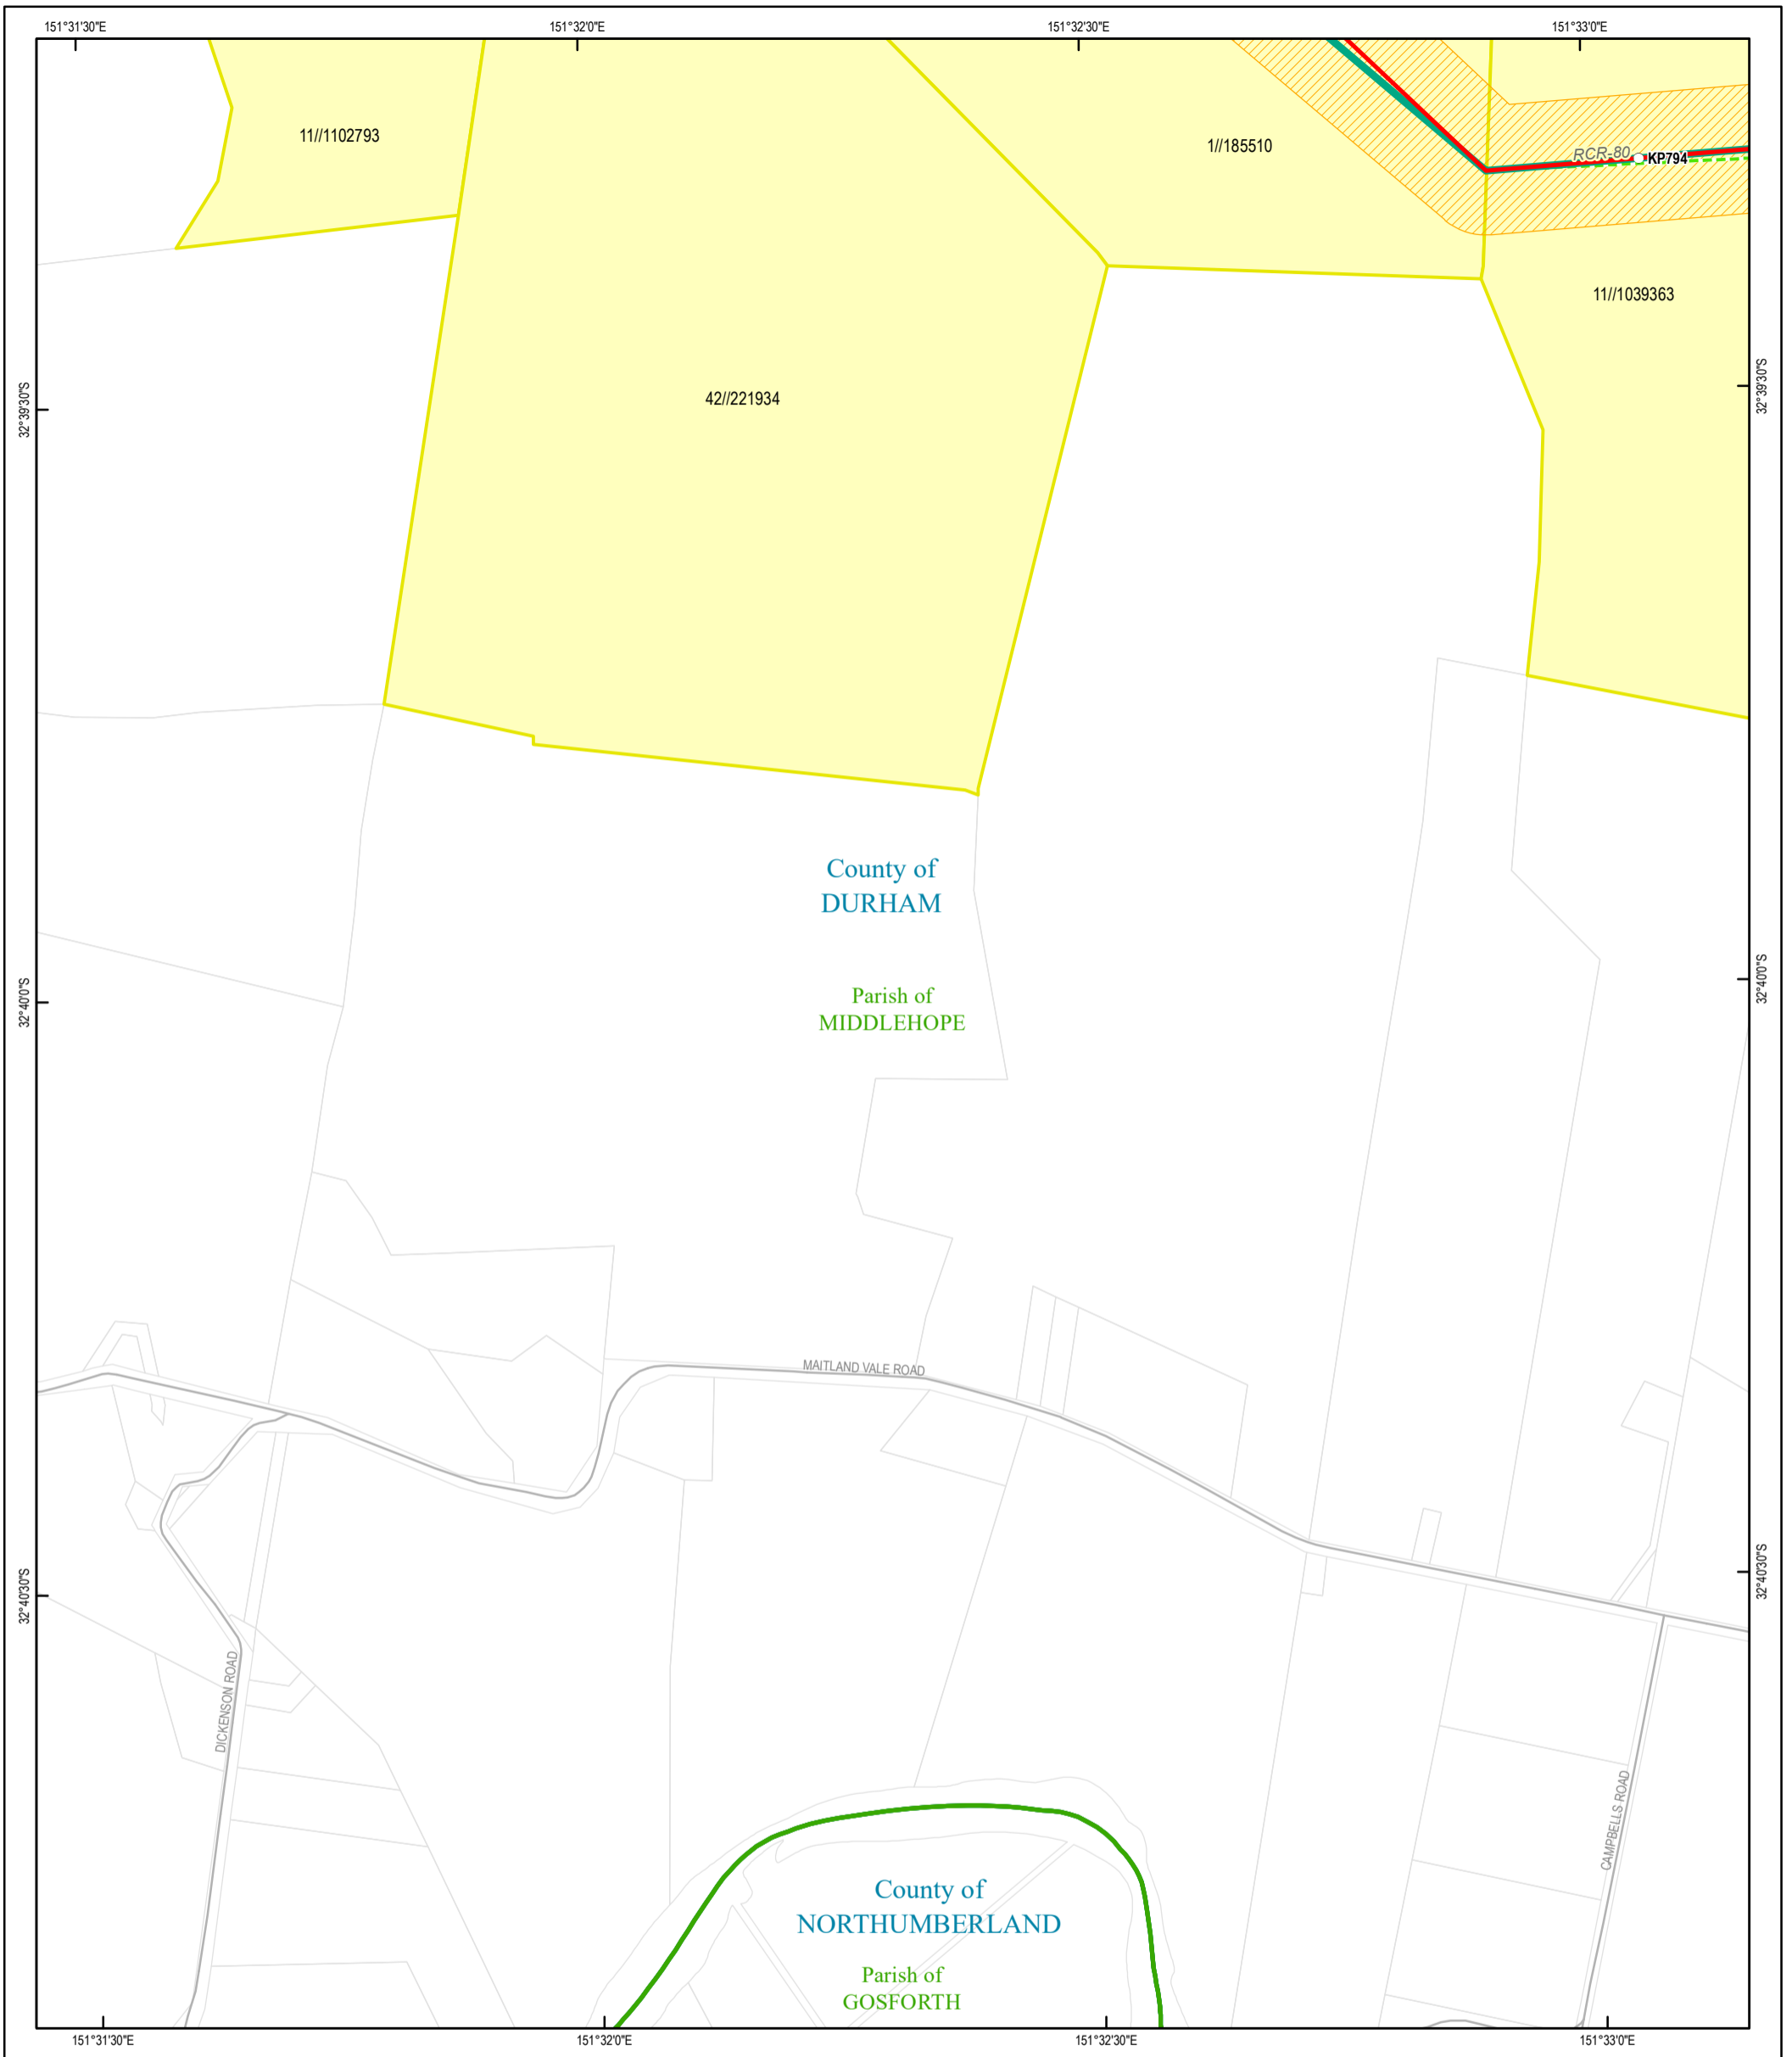 151°31'30"E
151°32'0"E
151°32'30"E
151°33'0"E
11//1102793
1//185510
RCR-80
KP794
11//1039363
32°39'30"S
32°39'30"S
42//221934
County of
DURHAM
Parish of
MIDDLEHOPE
32°40'0"S
32°40'0"S
MAITLAND VALE ROAD
32°40'30"S
32°40'30"S
DICKENSON ROAD
CAMPBELLS ROAD
County of
NORTHUMBERLAND
Parish of
GOSFORTH
151°31'30"E
151°32'0"E
151°32'30"E
151°33'0"E